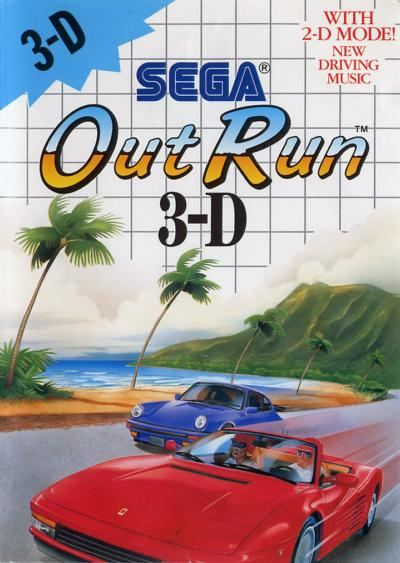 3-D
WITH
2-D MODE!
NEW
DRIVING
MUSIC
SEGA®
Out Run™
3-D